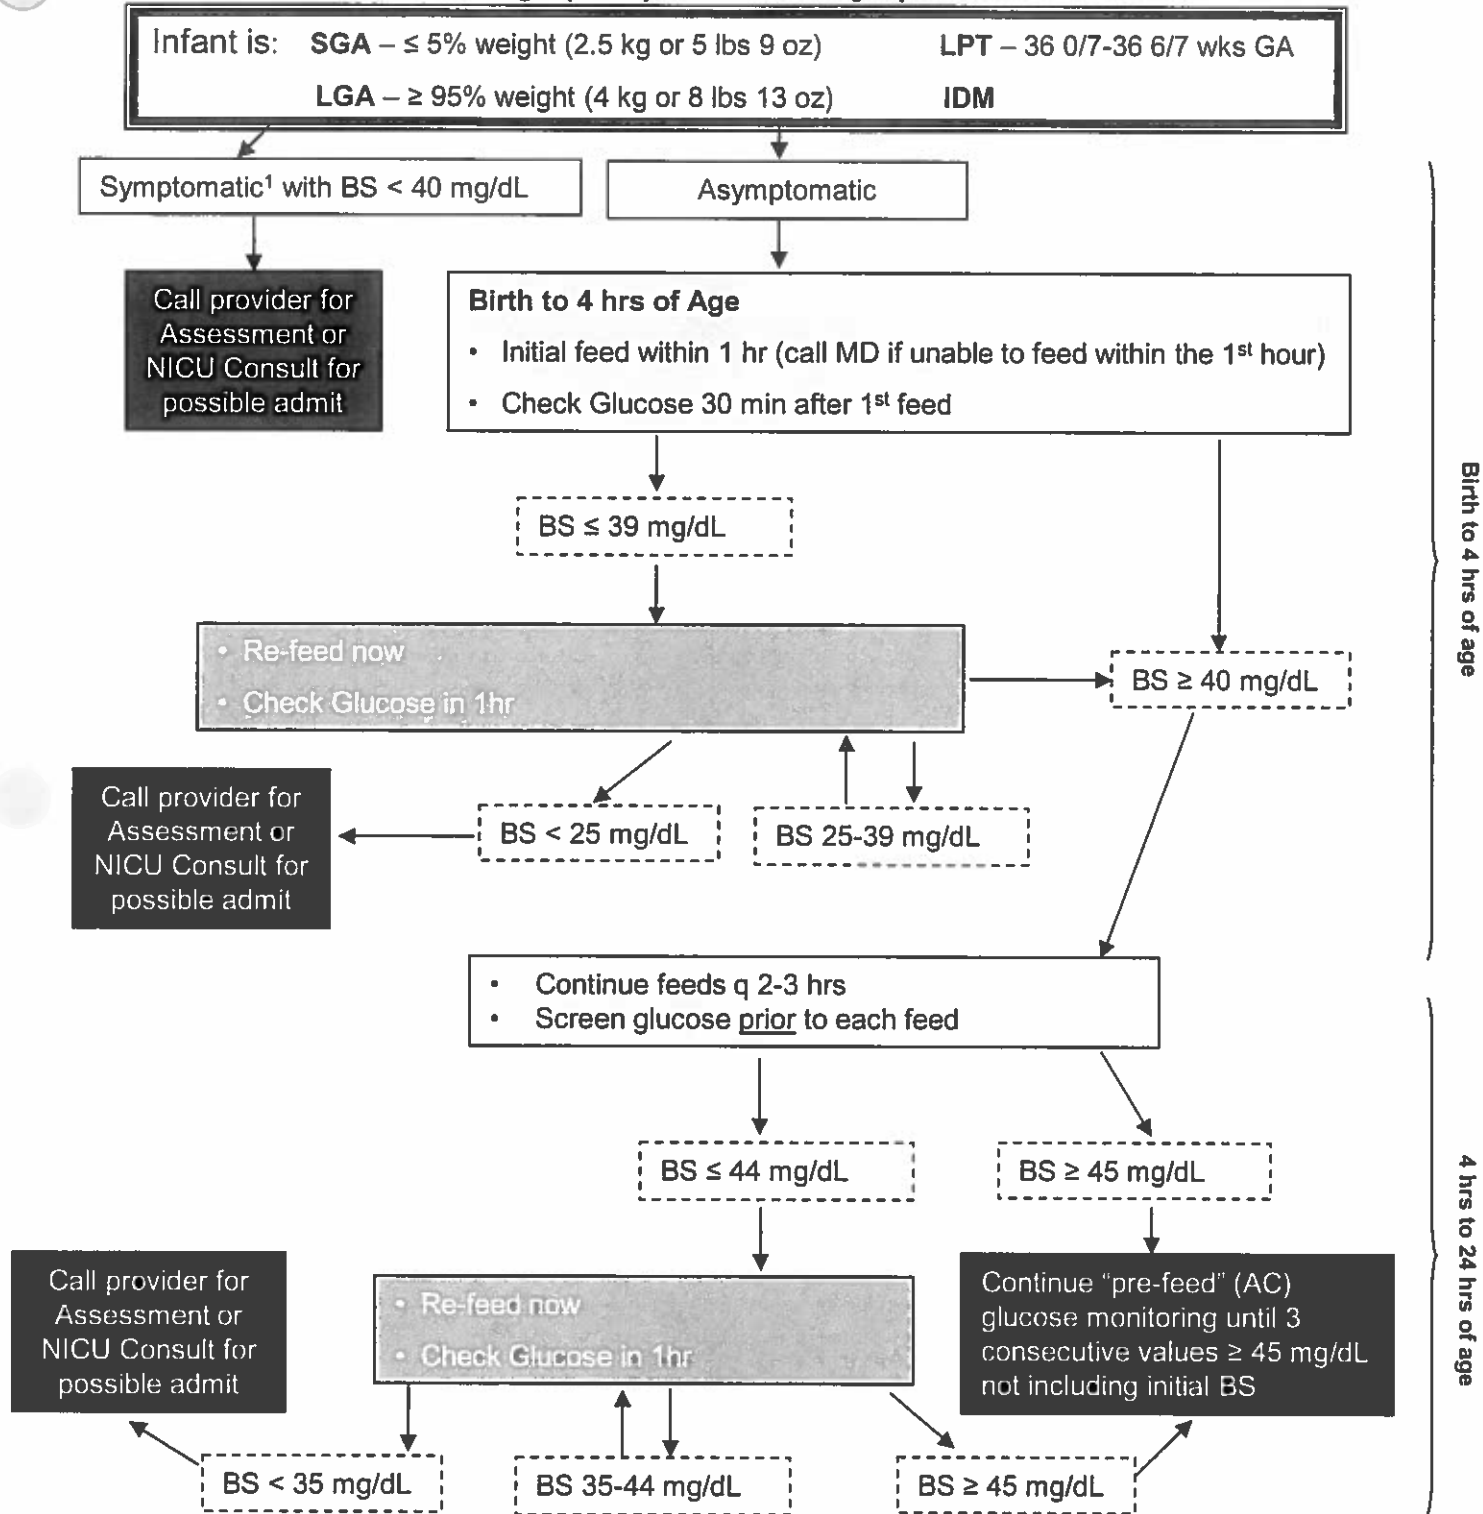 Infant is: SGA – ≤ 5% weight (2.5 kg or 5 lbs 9 oz) LPT – 36 0/7-36 6/7 wks GA
LGA – ≥ 95% weight (4 kg or 8 lbs 13 oz) IDM
Symptomatic¹ with BS < 40 mg/dL
Asymptomatic
Call provider for
Assessment or
NICU Consult for
possible admit
Birth to 4 hrs of Age
• Initial feed within 1 hr (call MD if unable to feed within the 1st hour)
• Check Glucose 30 min after 1st feed
BS ≤ 39 mg/dL
• Re-feed now
• Check Glucose in 1hr
BS ≥ 40 mg/dL
Call provider for
Assessment or
NICU Consult for
possible admit
BS < 25 mg/dL
BS 25-39 mg/dL
Birth to 4 hrs of age
• Continue feeds q 2-3 hrs
• Screen glucose prior to each feed
BS ≤ 44 mg/dL
BS ≥ 45 mg/dL
Call provider for
Assessment or
NICU Consult for
possible admit
• Re-feed now
• Check Glucose in 1hr
Continue "pre-feed" (AC)
glucose monitoring until 3
consecutive values ≥ 45 mg/dL
not including initial BS
BS < 35 mg/dL
BS 35-44 mg/dL
BS ≥ 45 mg/dL
4 hrs to 24 hrs of age